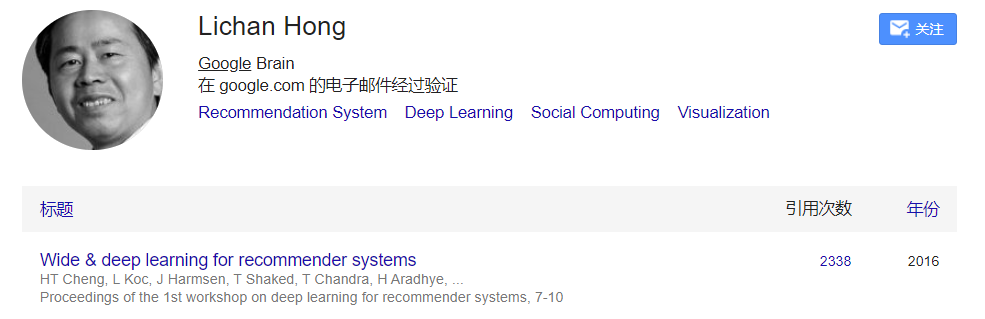 Lichan Hong
关注
Google Brain
在 google.com 的电子邮件经过验证
Recommendation System Deep Learning Social Computing Visualization
标题 引用次数 年份
Wide & deep learning for recommender systems 2338 2016
HT Cheng, L Koc, J Harmsen, T Shaked, T Chandra, H Aradhye, ...
Proceedings of the 1st workshop on deep learning for recommender systems, 7-10